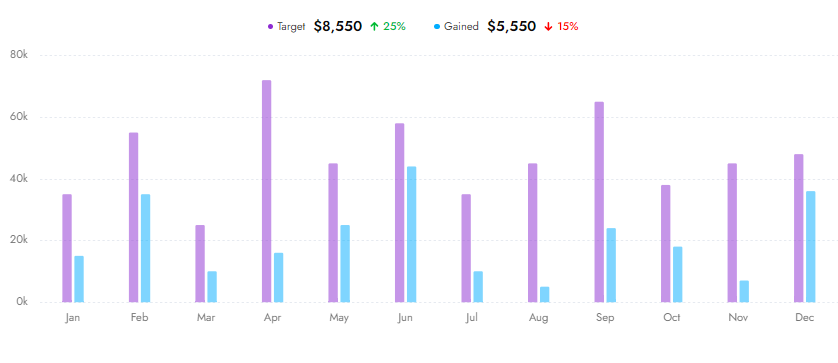 Target $8,550 ↑ 25% Gained $5,550 ↓ 15%
80k
60k
40k
20k
0k
Jan Feb Mar Apr May Jun Jul Aug Sep Oct Nov Dec